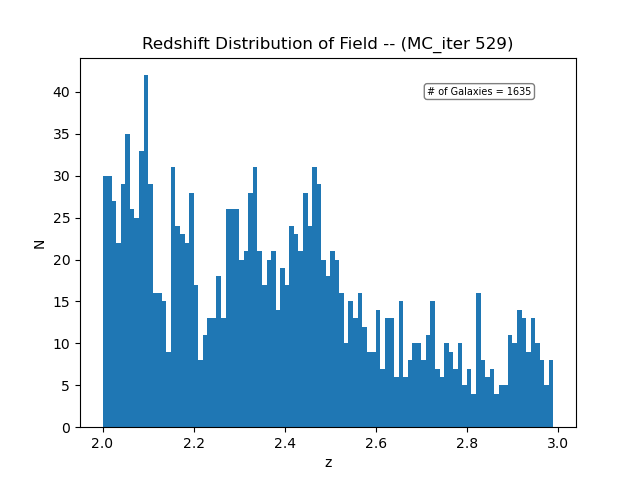 Redshift Distribution of Field -- (MC_iter 529)
# of Galaxies = 1635
N
40
35
30
25
20
15
10
5
0
2.0 2.2 2.4 2.6 2.8 3.0
z